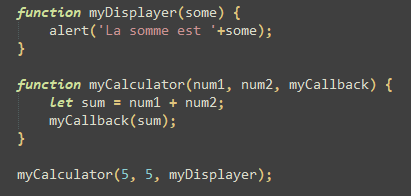 function myDisplayer(some) {
    alert('La somme est '+some);
}
function myCalculator(num1, num2, myCallback) {
    let sum = num1 + num2;
    myCallback(sum);
}
myCalculator(5, 5, myDisplayer);